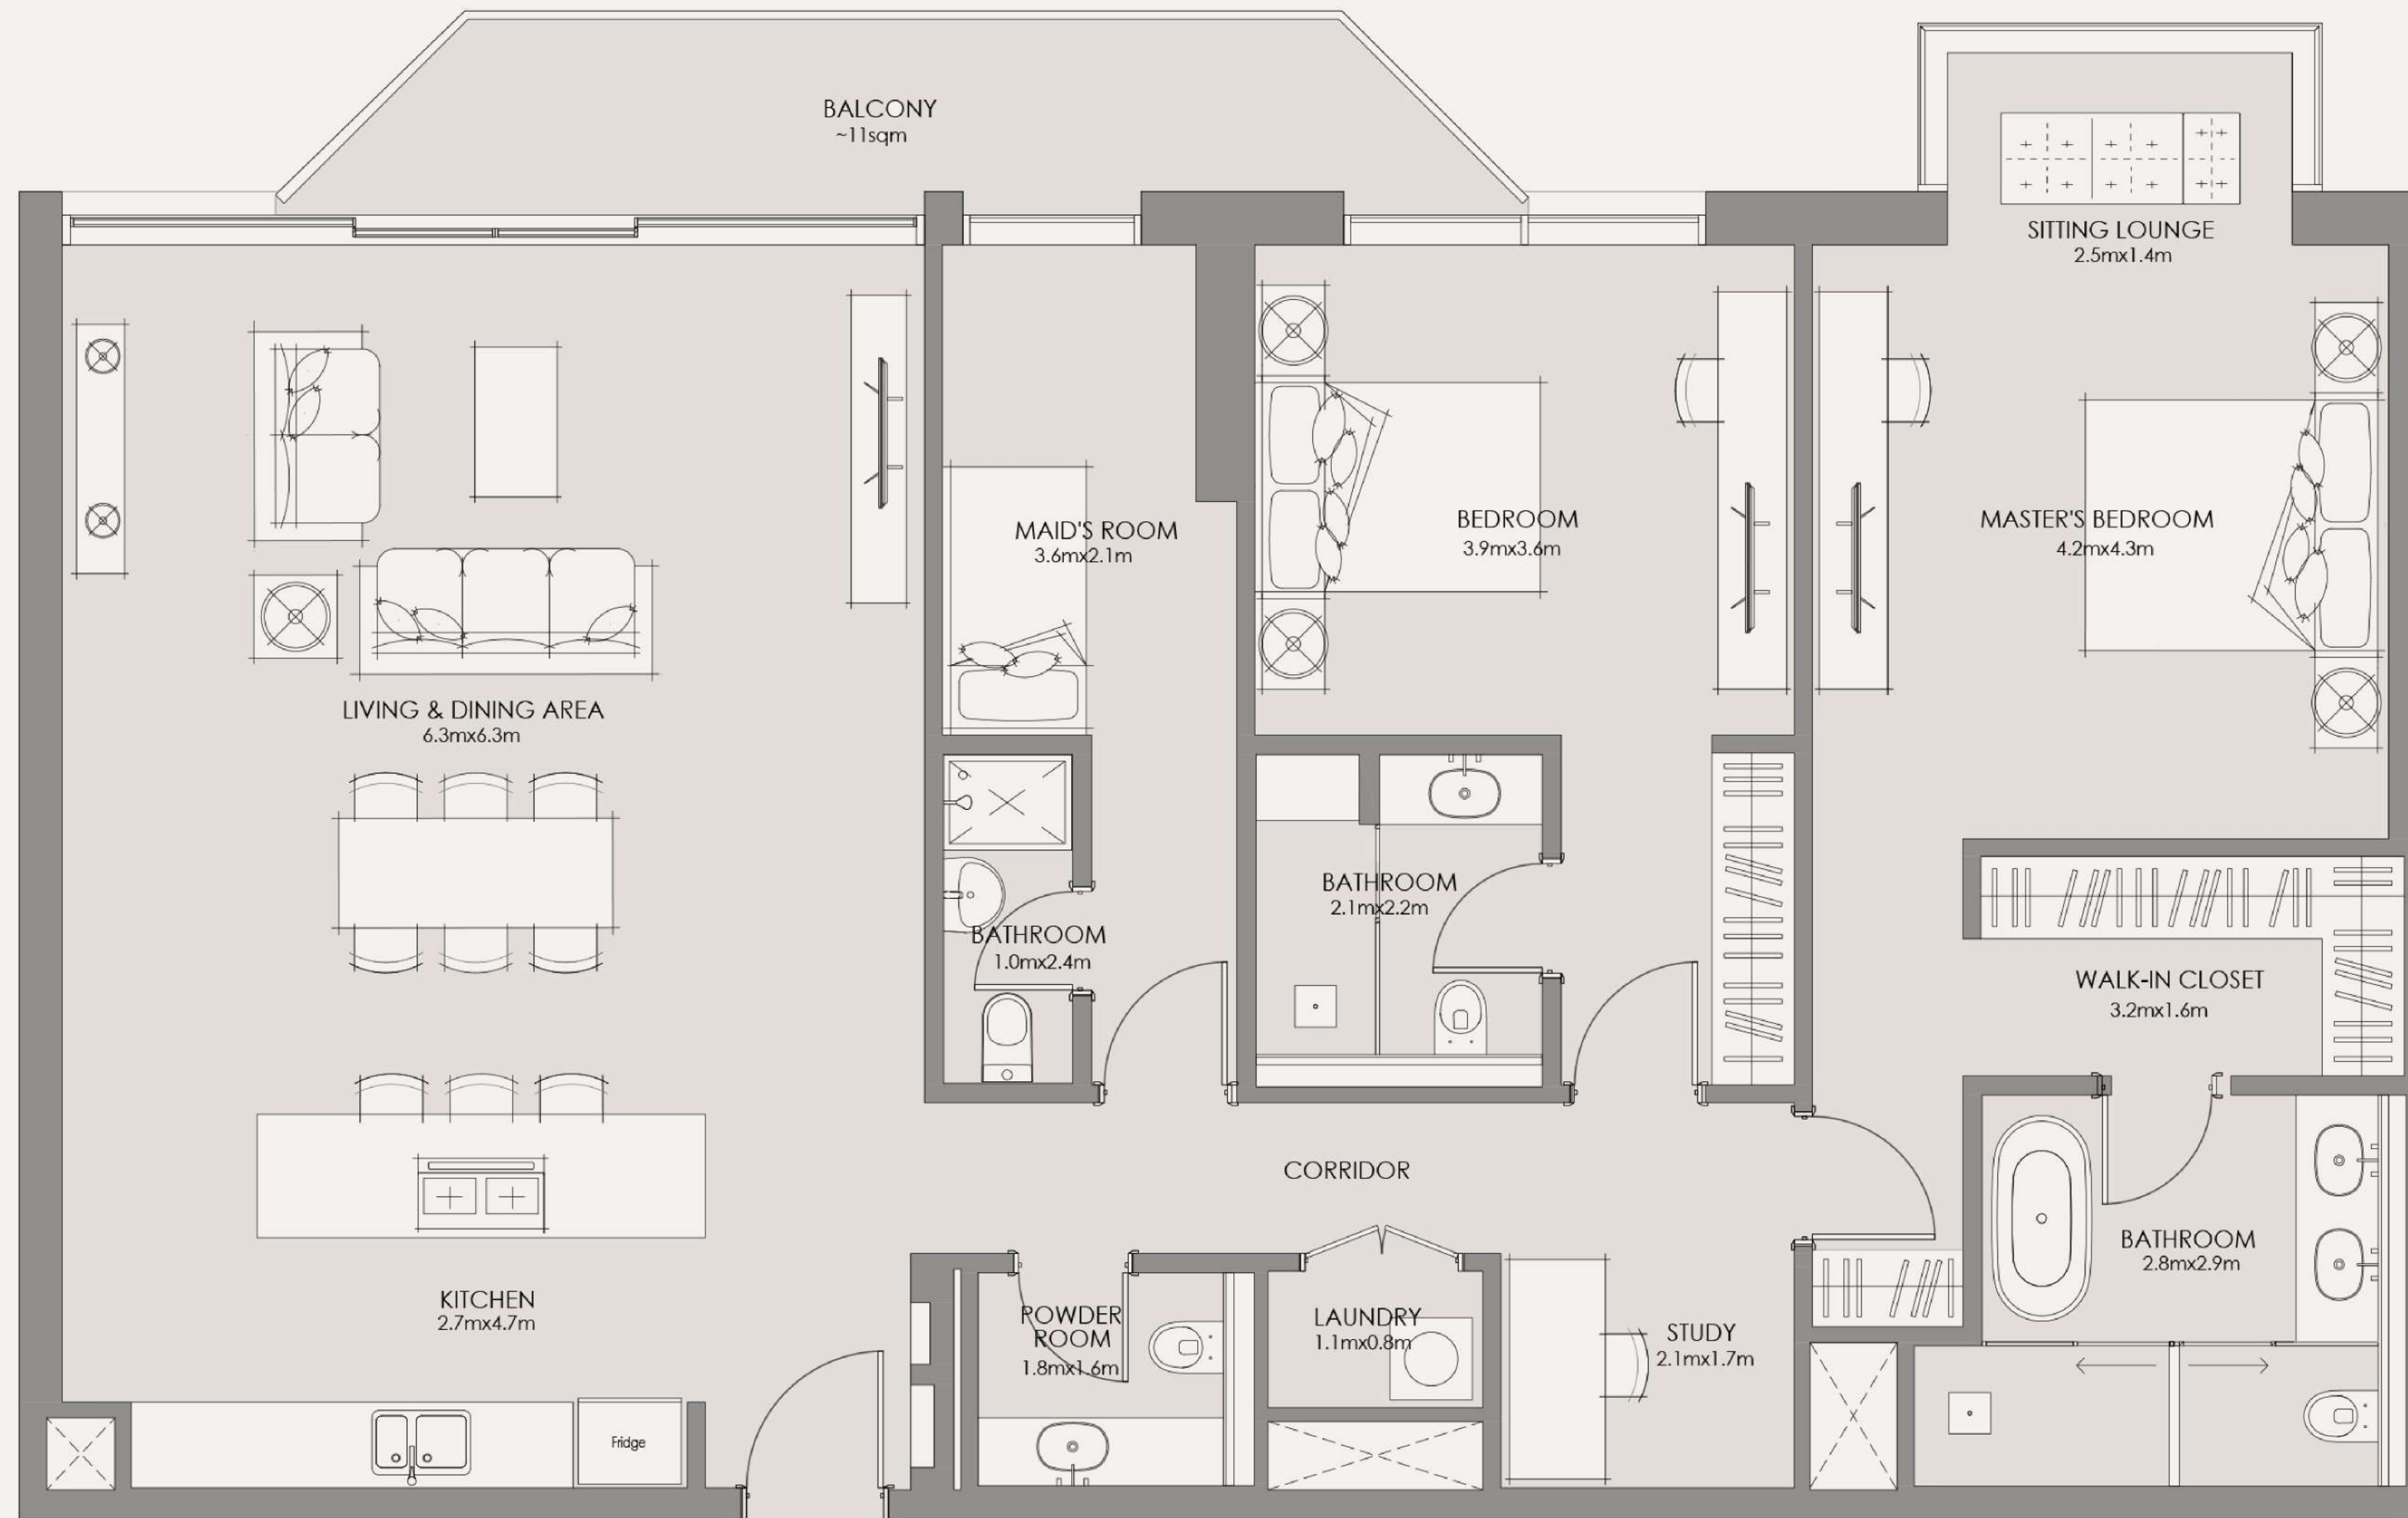 BALCONY
~11sqm
SITTING LOUNGE
2.5mx1.4m
MAID'S ROOM
3.6mx2.1m
BEDROOM
3.9mx3.6m
MASTER'S BEDROOM
4.2mx4.3m
LIVING & DINING AREA
6.3mx6.3m
BATHROOM
1.0mx2.4m
BATHROOM
2.1mx2.2m
WALK-IN CLOSET
3.2mx1.6m
CORRIDOR
KITCHEN
2.7mx4.7m
Fridge
POWDER
ROOM
1.8mx1.6m
LAUNDRY
1.1mx0.8m
STUDY
2.1mx1.7m
BATHROOM
2.8mx2.9m